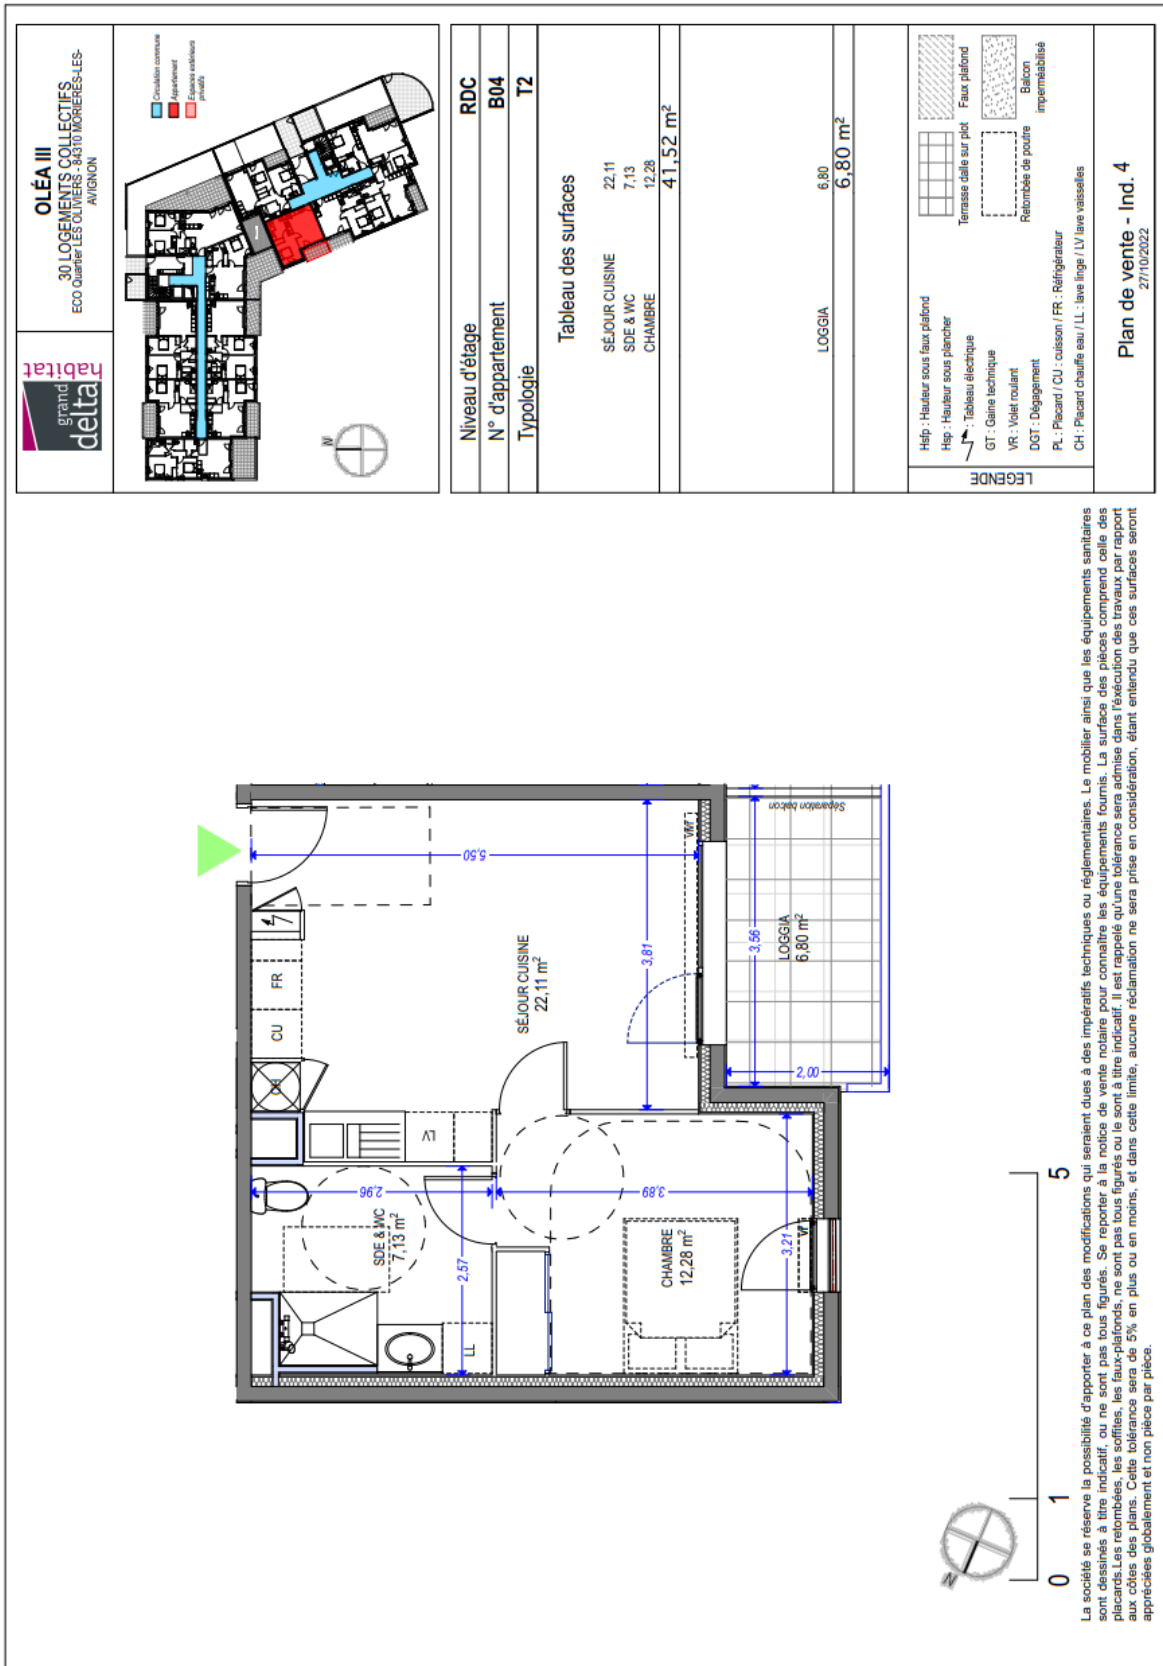 grand
delta
habitat
OLÉA III
30 LOGEMENTS COLLECTIFS
ECO Quartier LES OLIVIERS - 84310 MORIERES-LES-
AVIGNON
Circulation commune
Appartement
Espaces extérieurs
privatifs
N
Niveau d'étage RDC
N° d'appartement B04
Typologie T2
Tableau des surfaces
SÉJOUR CUISINE 22,11
SDE & WC 7,13
CHAMBRE 12,28
41,52 m²
LOGGIA 6,80
6,80 m²
LEGENDE
Hsfp : Hauteur sous faux plafond
Hsp : Hauteur sous plancher
: Tableau électrique
GT : Gaine technique
VR : Volet roulant
DGT : Dégagement
PL : Placard / CU : cuisson / FR : Réfrigérateur
CH : Placard chauffe eau / LL : lave linge / LV lave vaisselles
Terrasse dalle sur plot
Faux plafond
Retombée de poutre
Balcon
imperméabilisé
Plan de vente - Ind. 4
27/10/2022
SDE & WC
7,13 m²
2,96
2,57
LL
LV
CU
FR
SÉJOUR CUISINE
22,11 m²
5,50
3,81
CHAMBRE
12,28 m²
3,89
3,21
LOGGIA
6,80 m²
3,56
2,00
Séparation balcon
N
0 1 5
La société se réserve la possibilité d'apporter à ce plan des modifications qui seraient dues à des impératifs techniques ou réglementaires. Le mobilier ainsi que les équipements sanitaires
sont dessinés à titre indicatif, ou ne sont pas tous figurés. Se reporter à la notice de vente notaire pour connaître les équipements fournis. La surface des pièces comprend celle des
placards.Les retombées, les soffites, les faux-plafonds, ne sont pas tous figurés ou le sont à titre indicatif. Il est rappelé qu'une tolérance sera admise dans l'éxécution des travaux par rapport
aux côtes des plans. Cette tolérance sera de 5% en plus ou en moins, et dans cette limite, aucune réclamation ne sera prise en considération, étant entendu que ces surfaces seront
appréciées globalement et non pièce par pièce.